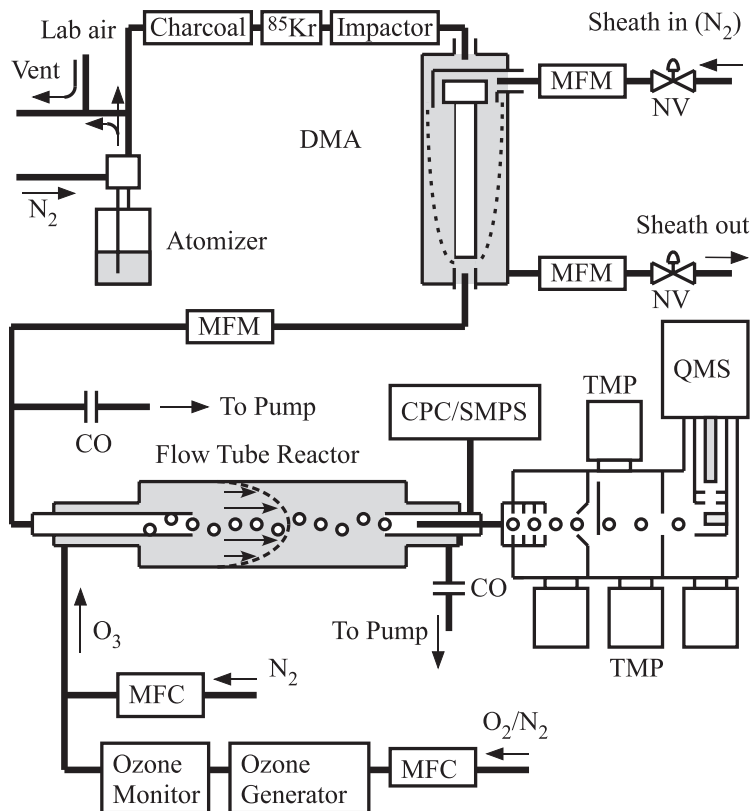 Lab air
Vent
Charcoal
⁸⁵Kr
Impactor
Sheath in (N₂)
MFM
NV
DMA
N₂
Atomizer
Sheath out
MFM
NV
MFM
To Pump
CO
CPC/SMPS
TMP
QMS
Flow Tube Reactor
CO
To Pump
TMP
O₃
N₂
MFC
O₂/N₂
Ozone
Monitor
Ozone
Generator
MFC